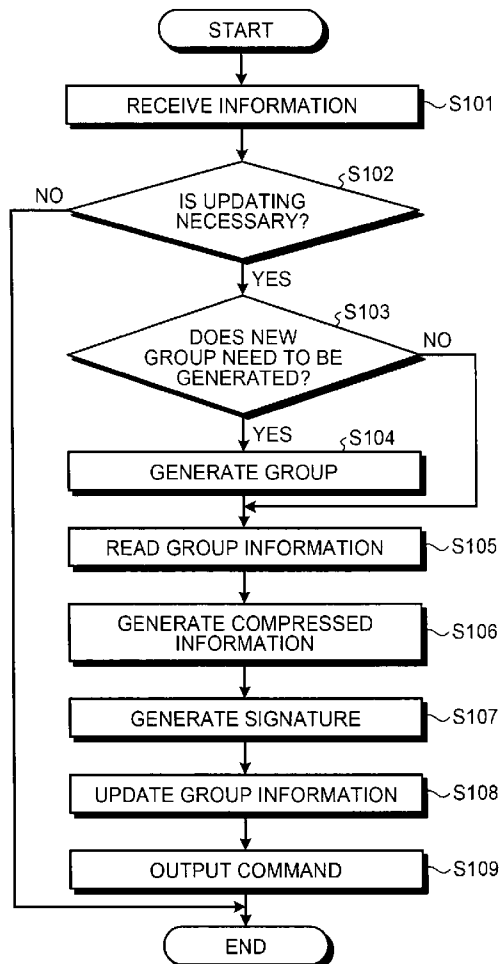 START
RECEIVE INFORMATION
S101
S102
NO
IS UPDATING
NECESSARY?
YES
S103
DOES NEW
GROUP NEED TO BE
GENERATED?
NO
YES
S104
GENERATE GROUP
READ GROUP INFORMATION
S105
GENERATE COMPRESSED
INFORMATION
S106
GENERATE SIGNATURE
S107
UPDATE GROUP INFORMATION
S108
OUTPUT COMMAND
S109
END